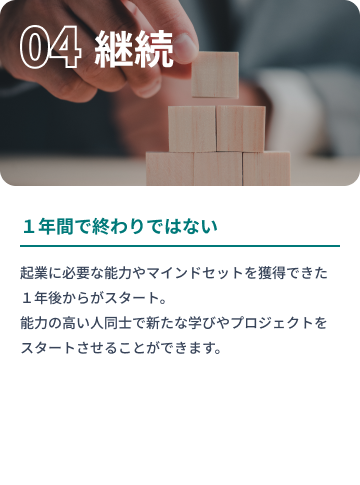 04 継続
１年間で終わりではない
起業に必要な能力やマインドセットを獲得できた
１年後からがスタート。
能力の高い人同士で新たな学びやプロジェクトを
スタートさせることができます。